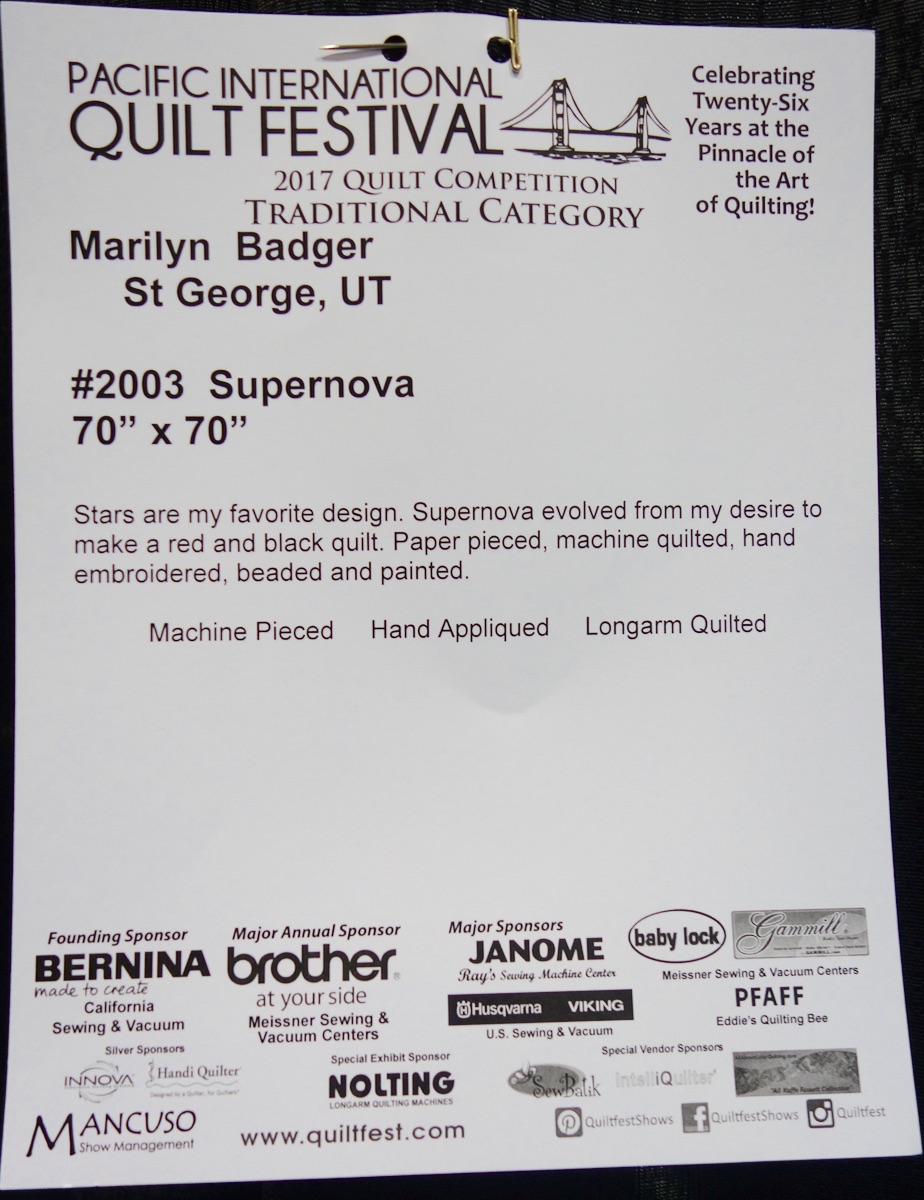 PACIFIC INTERNATIONAL
QUILT FESTIVAL
2017 QUILT COMPETITION
TRADITIONAL CATEGORY
Celebrating
Twenty-Six
Years at the
Pinnacle of
the Art
of Quilting!
Marilyn Badger
St George, UT
#2003 Supernova
70” x 70”
Stars are my favorite design. Supernova evolved from my desire to
make a red and black quilt. Paper pieced, machine quilted, hand
embroidered, beaded and painted.
Machine Pieced Hand Appliqued Longarm Quilted
Founding Sponsor
BERNINA
made to create
California
Sewing & Vacuum
Major Annual Sponsor
brother®
at your side
Meissner Sewing &
Vacuum Centers
Major Sponsors
JANOME
Ray's Sewing Machine Center
Husqvarna VIKING
U.S. Sewing & Vacuum
baby lock
Gammill®
Meissner Sewing & Vacuum Centers
PFAFF
Eddie's Quilting Bee
Silver Sponsors
INNOVA
Handi Quilter®
Designed by a Quilter, for Quilters®
Special Exhibit Sponsor
NOLTING
LONGARM QUILTING MACHINES
Special Vendor Sponsors
SewBatik
intelliQuilter
MANCUSO
Show Management
www.quiltfest.com
QuiltfestShows
QuiltfestShows
Quiltfest